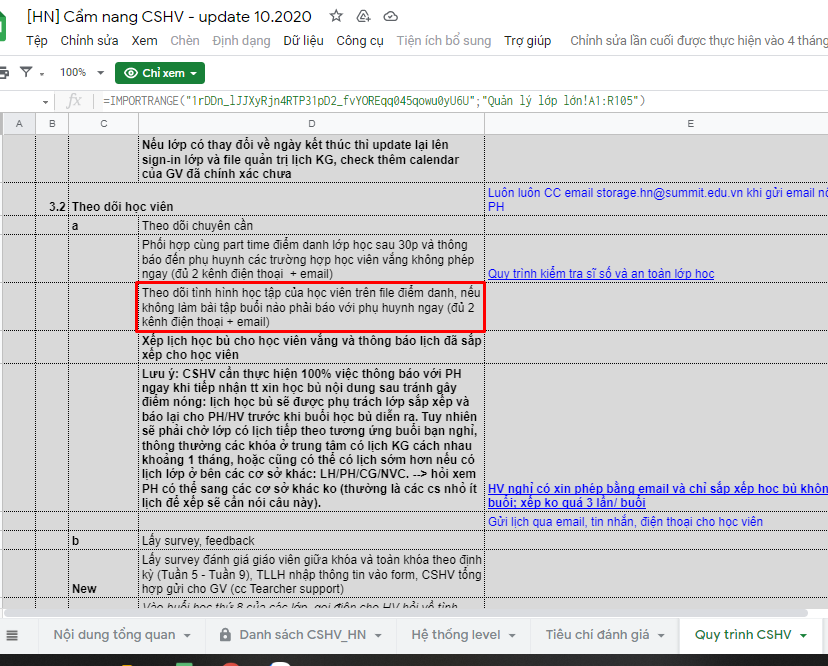 [HN] Cẩm nang CSHV - update 10.2020
Tệp Chỉnh sửa Xem Chèn Định dạng Dữ liệu Công cụ Tiện ích bổ sung Trợ giúp Chỉnh sửa lần cuối được thực hiện vào 4 tháng
100% Chỉ xem
fx =IMPORTRANGE("1rDDn_lJJXyRjn4RTP31pD2_fvYOREqq045qowu0yU6U";"Quản lý lớp lớn!A1:R105")
A B C D E
Nếu lớp có thay đổi về ngày kết thúc thì update lại lên
sign-in lớp và file quản trị lịch KG, check thêm calendar
của GV đã chính xác chưa
Luôn luôn CC email storage.hn@summit.edu.vn khi gửi email nộ
3.2 Theo dõi học viên PH
a Theo dõi chuyên cần
Phối hợp cùng part time điểm danh lớp học sau 30p và thông
báo đến phụ huynh các trường hợp học viên vắng không phép
ngay (đủ 2 kênh điện thoại + email) Quy trình kiểm tra sĩ số và an toàn lớp học
Theo dõi tình hình học tập của học viên trên file điểm danh, nếu
không làm bài tập buổi nào phải báo với phụ huynh ngay (đủ 2
kênh điện thoại + email)
Xếp lịch học bù cho học viên vắng và thông báo lịch đã sắp
xếp cho học viên
Lưu ý: CSHV cần thực hiện 100% việc thông báo với PH
ngay khi tiếp nhận tt xin học bù nội dung sau tránh gây
điểm nóng: lịch học bù sẽ được phụ trách lớp sắp xếp và
báo lại cho PH/HV trước khi buổi học bù diễn ra. Tuy nhiên
sẽ phải chờ lớp có lịch tiếp theo tương ứng buổi bạn nghỉ,
thông thường các khóa ở trung tâm có lịch KG cách nhau
khoảng 1 tháng, hoặc cũng có thể có lịch sớm hơn nếu có
lịch lớp ở bên các cơ sở khác: LH/PH/CG/NVC. --> hỏi xem
PH có thể sang các cơ sở khác ko (thường là các cs nhỏ ít
lịch để xếp sẽ cần nói câu này).
HV nghỉ có xin phép bằng email và chỉ sắp xếp học bù khôn
buổi; xếp ko quá 3 lần/ buổi
Gửi lịch qua email, tin nhắn, điện thoại cho học viên
b Lấy survey, feedback
Lấy survey đánh giá giáo viên giữa khóa và toàn khóa theo định
kỳ (Tuần 5 - Tuần 9), TLLH nhập thông tin vào form, CSHV tổng
New hợp gửi cho GV (cc Tearcher support)
Vào buổi học thứ 8 của các lớp, gọi điện cho HV hỏi về tình
Nội dung tổng quan Danh sách CSHV_HN Hệ thống level Tiêu chí đánh giá Quy trình CSHV